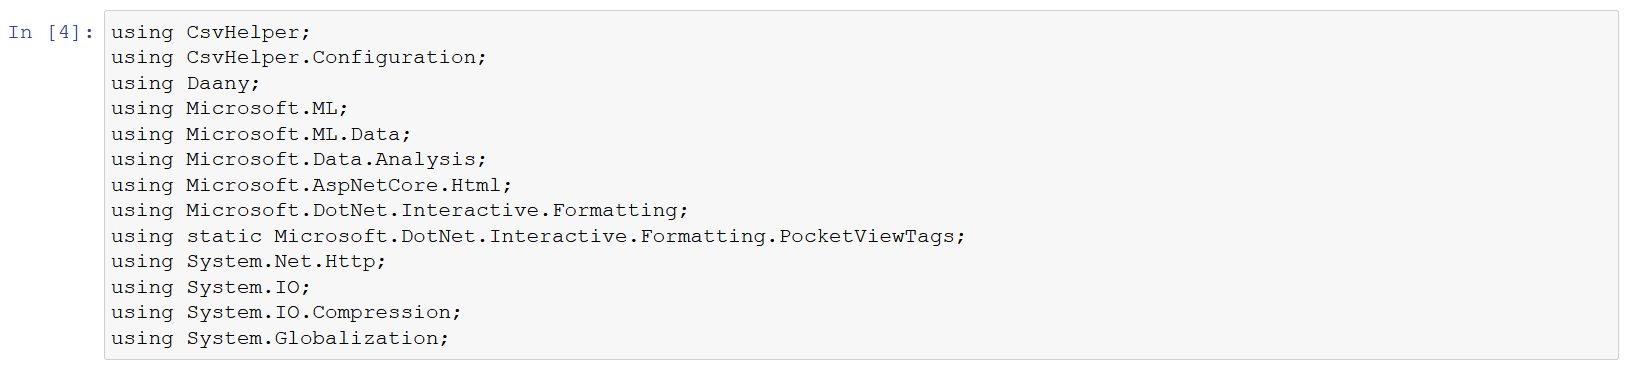 In [4]: using CsvHelper;
using CsvHelper.Configuration;
using Daany;
using Microsoft.ML;
using Microsoft.ML.Data;
using Microsoft.Data.Analysis;
using Microsoft.AspNetCore.Html;
using Microsoft.DotNet.Interactive.Formatting;
using static Microsoft.DotNet.Interactive.Formatting.PocketViewTags;
using System.Net.Http;
using System.IO;
using System.IO.Compression;
using System.Globalization;